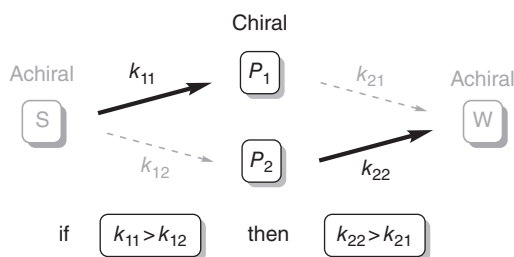 Chiral
Achiral k₁₁ P₁ k₂₁ Achiral
S W
k₁₂ P₂ k₂₂
if k₁₁>k₁₂ then k₂₂>k₂₁